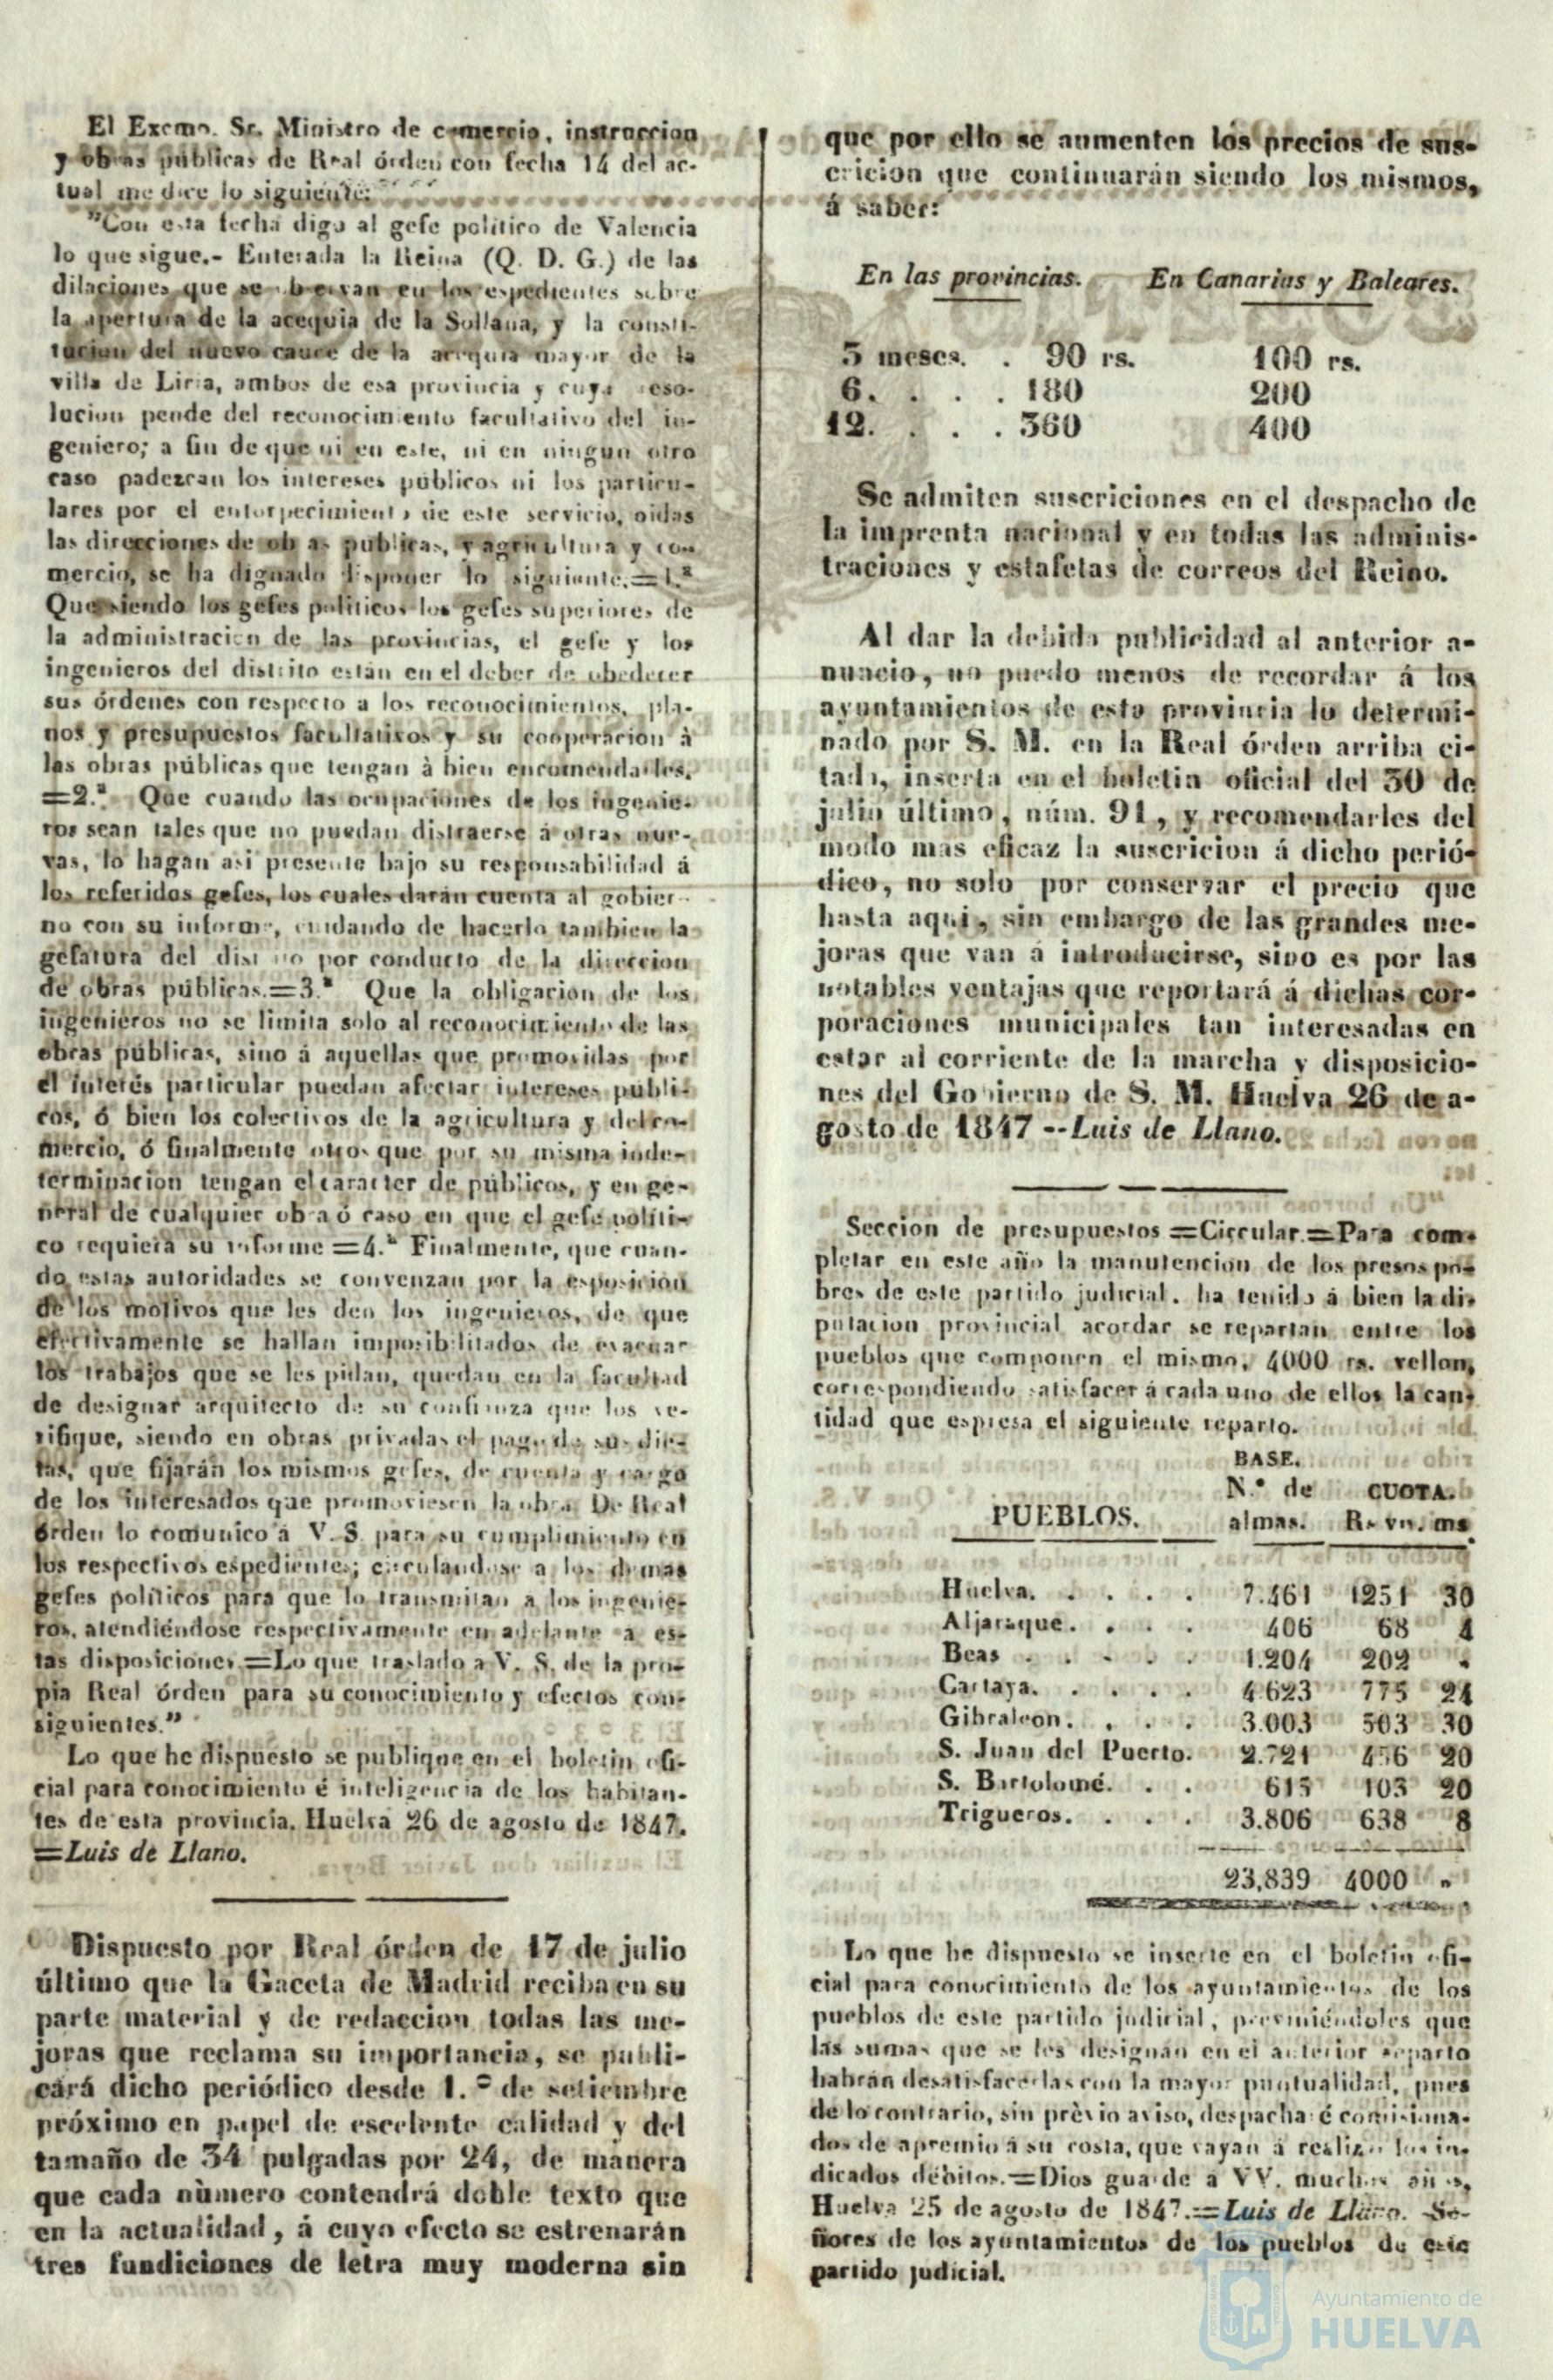 El Excmo. Sr. Ministro de comercio, instruccion
y obras públicas de Real órden con fecha 14 del ac-
tual me dice lo siguiente:
"Con esta fecha digo al gefe politico de Valencia
lo que sigue.- Enterada la Reina (Q. D. G.) de las
dilaciones que se observan en los espedientes sobre
la apertura de la acequia de la Sollana, y la consti-
tucion del nuevo cauce de la acequia mayor de la
villa de Liria, ambos de esa provincia y cuya reso-
lucion pende del reconocimiento facultativo del in-
geniero; a fin de que ni en este, ni en ningun otro
caso padezcan los intereses públicos ni los particu-
lares por el entorpecimiento de este servicio, oidas
las direcciones de obras publicas, y agricultura y co-
mercio, se ha dignado disponer lo siguiente.=1.ª
Que siendo los gefes politicos los gefes superiores de
la administracion de las provincias, el gefe y los
ingenieros del distrito están en el deber de obedecer
sus órdenes con respecto a los reconocimientos, pla-
nos y presupuestos facultativos y su cooperacion à
las obras públicas que tengan à bien encomendarles.
=2.ª Que cuando las ocupaciones de los ingenie-
ros sean tales que no puedan distraerse á otras nue-
vas, lo hagan asi presente bajo su responsabilidad á
los referidos gefes, los cuales darán cuenta al gobier-
no con su informe, cuidando de hacerlo tambien la
gefatura del distrito por conducto de la direccion
de obras públicas.=3.ª Que la obligacion de los
ingenieros no se limita solo al reconocimiento de las
obras públicas, sino á aquellas que promovidas por
el interés particular puedan afectar intereses públi-
cos, ó bien los colectivos de la agricultura y del co-
mercio, ó finalmente otros que por su misma inde-
terminacion tengan el caracter de públicos, y en ge-
neral de cualquier obra ó caso en que el gefe politi-
co requiera su informe =4.ª Finalmente, que cuan-
do estas autoridades se convenzan por la esposicion
de los motivos que les den los ingenieros, de que
efectivamente se hallan imposibilitados de evacuar
los trabajos que se les pidan, quedan en la facultad
de designar arquitecto de su confianza que los ve-
rifique, siendo en obras privadas el pago de sus die-
tas, que fijarán los mismos gefes, de cuenta y cargo
de los interesados que promoviesen la obra. De Real
órden lo comunico á V. S. para su cumplimiento en
los respectivos espedientes; circulandose a los demas
gefes políticos para que lo transmitan a los ingenie-
ros, atendiéndose respectivamente en adelante á es-
tas disposiciones.=Lo que traslado a V. S. de la pro-
pia Real órden para su conocimiento y efectos con-
siguientes."
Lo que he dispuesto se publique en el boletin ofi-
cial para conocimiento é inteligencia de los habitan-
tes de esta provincia. Huelva 26 de agosto de 1847.
=Luis de Llano.
Dispuesto por Real órden de 17 de julio
último que la Gaceta de Madrid reciba en su
parte material y de redaccion todas las me-
joras que reclama su importancia, se publi-
cará dicho periódico desde 1.º de setiembre
próximo en papel de escelente calidad y del
tamaño de 34 pulgadas por 24, de manera
que cada nùmero contendrá doble texto que
en la actualidad, á cuyo efecto se estrenarán
tres fundiciones de letra muy moderna sin
que por ello se aumenten lós precios de sus-
cricion que continuarán siendo los mismos,
á saber:
En las provincias. En Canarias y Baleares.
3 meses. . 90 rs. 100 rs.
6. . . . 180 200
12. . . . 360 400
Se admiten suscriciones en el despacho de
la imprenta nacional y en todas las adminis-
traciones y estafetas de correos del Reino.
Al dar la debida publicidad al anterior a-
nuncio, no puedo menos de recordar á los
ayuntamientos de esta provincia lo determi-
nado por S. M. en la Real órden arriba ci-
tada, inserta en el boletin oficial del 30 de
julio último, núm. 91, y recomendarles del
modo mas eficaz la suscricion á dicho perió-
dico, no solo por conservar el precio que
hasta aqui, sin embargo de las grandes me-
joras que van á introducirse, sino es por las
notables ventajas que reportará á dichas cor-
poraciones municipales tan interesadas en
estar al corriente de la marcha y disposicio-
nes del Gobierno de S. M. Huelva 26 de a-
gosto de 1847 --Luis de Llano.
Seccion de presupuestos =Circular.=Para com-
pletar en este año la manutencion de los presos po-
bres de este partido judicial, ha tenido á bien la di-
putacion provincial acordar se repartan entre los
pueblos que componen el mismo, 4000 rs. vellon,
correspondiendo satisfacer á cada uno de ellos la can-
tidad que espresa el siguiente reparto.
BASE.
N.º de CUOTA.
PUEBLOS. almas. Rs vn. ms
Huelva. . . . . 7.461 1251 30
Aljaraque. . . . 406 68 4
Beas . . . . . 1.204 202 "
Cartaya. . . . . 4.623 775 24
Gibraleon. . . . 3.003 503 30
S. Juan del Puerto. 2.721 456 20
S. Bartolomé. . . 615 103 20
Trigueros. . . . 3.806 638 8
23,839 4000 "
Lo que he dispuesto se inserte en el boletin ofi-
cial para conocimiento de los ayuntamientos de los
pueblos de este partido judicial, previniéndoles que
las sumas que se les designan en el anterior reparto
habrán de satisfacerlas con la mayor puntualidad, pues
de lo contrario, sin prèvio aviso, despacharé comisiona-
dos de apremio á su costa, que vayan á realizar los in-
dicados débitos.=Dios guarde a VV. muchos años.
Huelva 25 de agosto de 1847.=Luis de Llano. Se-
ñores de los ayuntamientos de los pueblos de este
partido judicial.
Ayuntamiento de
HUELVA